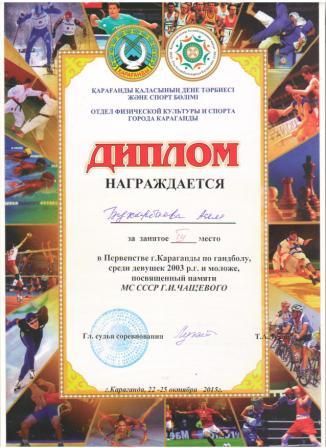 ҚАРАҒАНДЫ
ҚАРАҒАНДЫ ҚАЛАСЫНЫҢ ДЕНЕ ТӘРБИЕСІ
ЖӘНЕ СПОРТ БӨЛІМІ
ОТДЕЛ ФИЗИЧЕСКОЙ КУЛЬТУРЫ И СПОРТА
ГОРОДА КАРАГАНДЫ
ДИПЛОМ
НАГРАЖДАЕТСЯ
за занятое место
в Первенстве г.Караганды по гандболу,
среди девушек 2003 р.г. и моложе,
посвященный памяти
МС СССР Г.И.ЧАЩЕВОГО
Гл. судья соревнования
г.Караганда, 22 -25 октября 2015г.